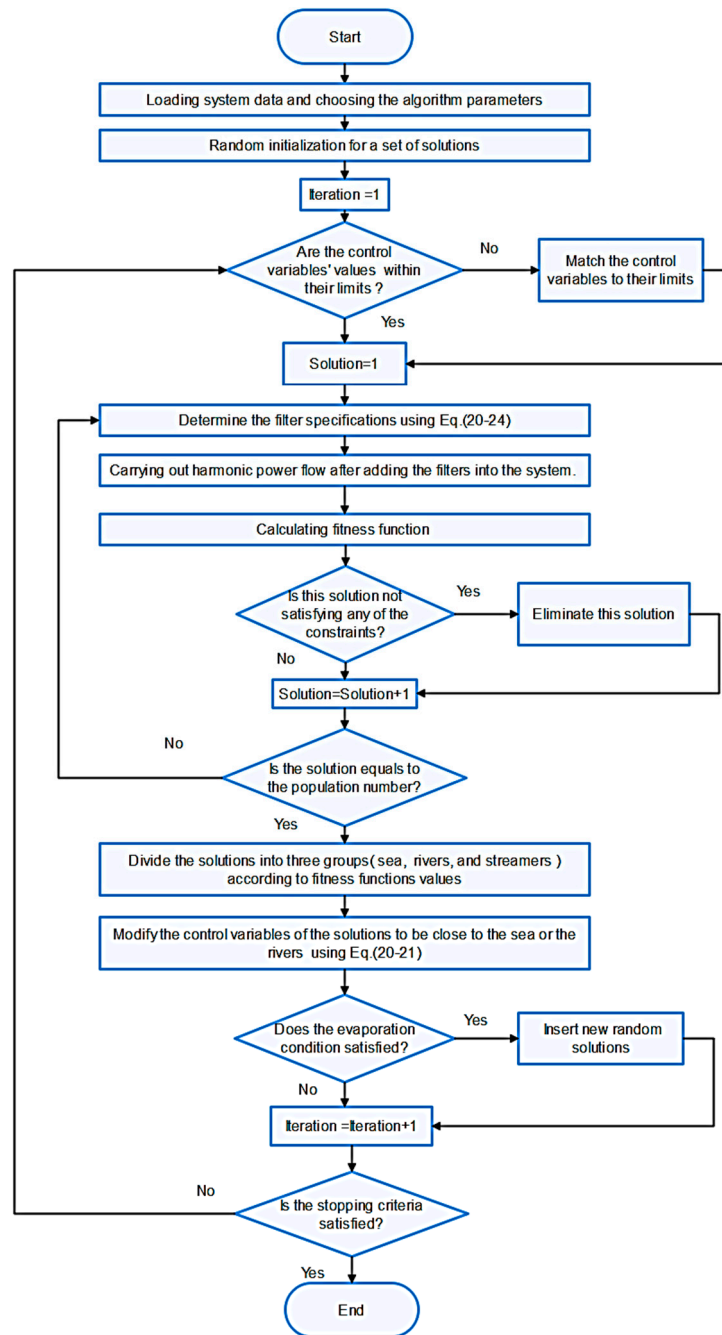 Start
Loading system data and choosing the algorithm parameters
Random initialization for a set of solutions
Iteration =1
Are the control
variables' values within
their limits ?
No
Match the control
variables to their limits
Yes
Solution=1
Determine the filter specifications using Eq.(20-24)
Carrying out harmonic power flow after adding the filters into the system.
Calculating fitness function
Is this solution not
satisfying any of the
constraints?
Yes
Eliminate this solution
No
Solution=Solution+1
No
Is the solution equals to
the population number?
Yes
Divide the solutions into three groups( sea, rivers, and streamers )
according to fitness functions values
Modify the control variables of the solutions to be close to the sea or the
rivers using Eq.(20-21)
Does the evaporation
condition satisfied?
Yes
Insert new random
solutions
No
Iteration =Iteration+1
No
Is the stopping criteria
satisfied?
Yes
End